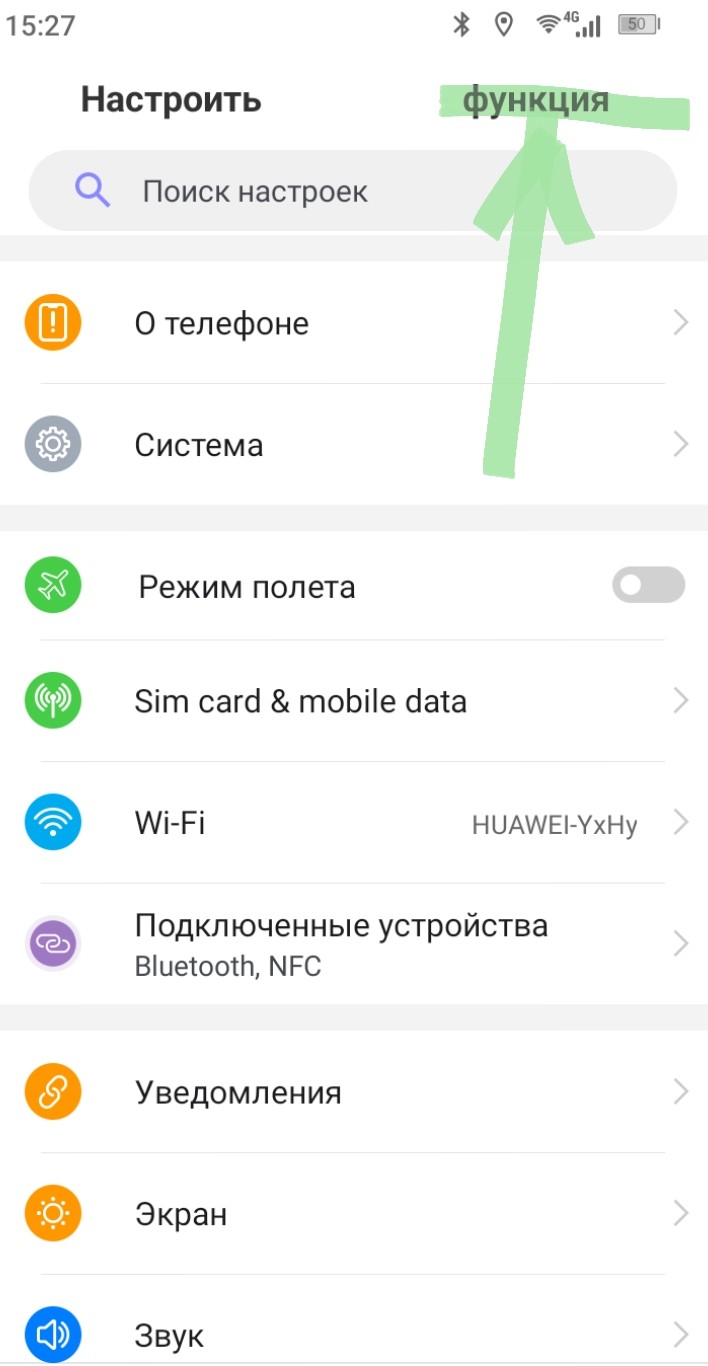 15:27
4G
50
Настроить
функция
Поиск настроек
О телефоне
Система
Режим полета
Sim card & mobile data
Wi-Fi
HUAWEI-YxHy
Подключенные устройства
Bluetooth, NFC
Уведомления
Экран
Звук